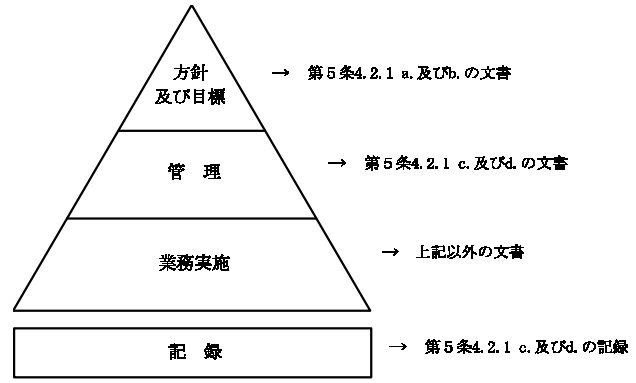 方針
及び目標
→ 第5条4.2.1 a.及びb.の文書
管 理
→ 第5条4.2.1 c.及びd.の文書
業務実施
→ 上記以外の文書
記 録
→ 第5条4.2.1 c.及びd.の記録